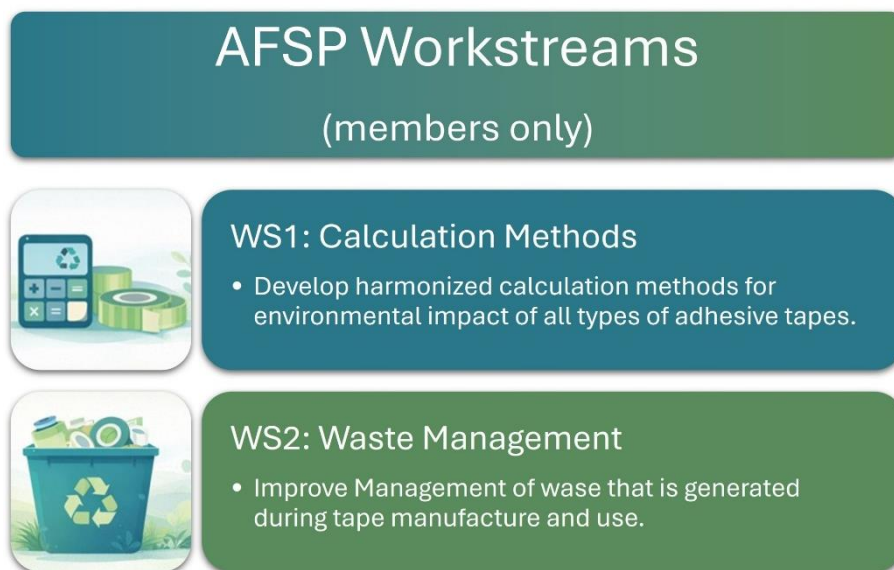 AFSP Workstreams
(members only)
WS1: Calculation Methods
• Develop harmonized calculation methods for
environmental impact of all types of adhesive tapes.
WS2: Waste Management
• Improve Management of wase that is generated
during tape manufacture and use.